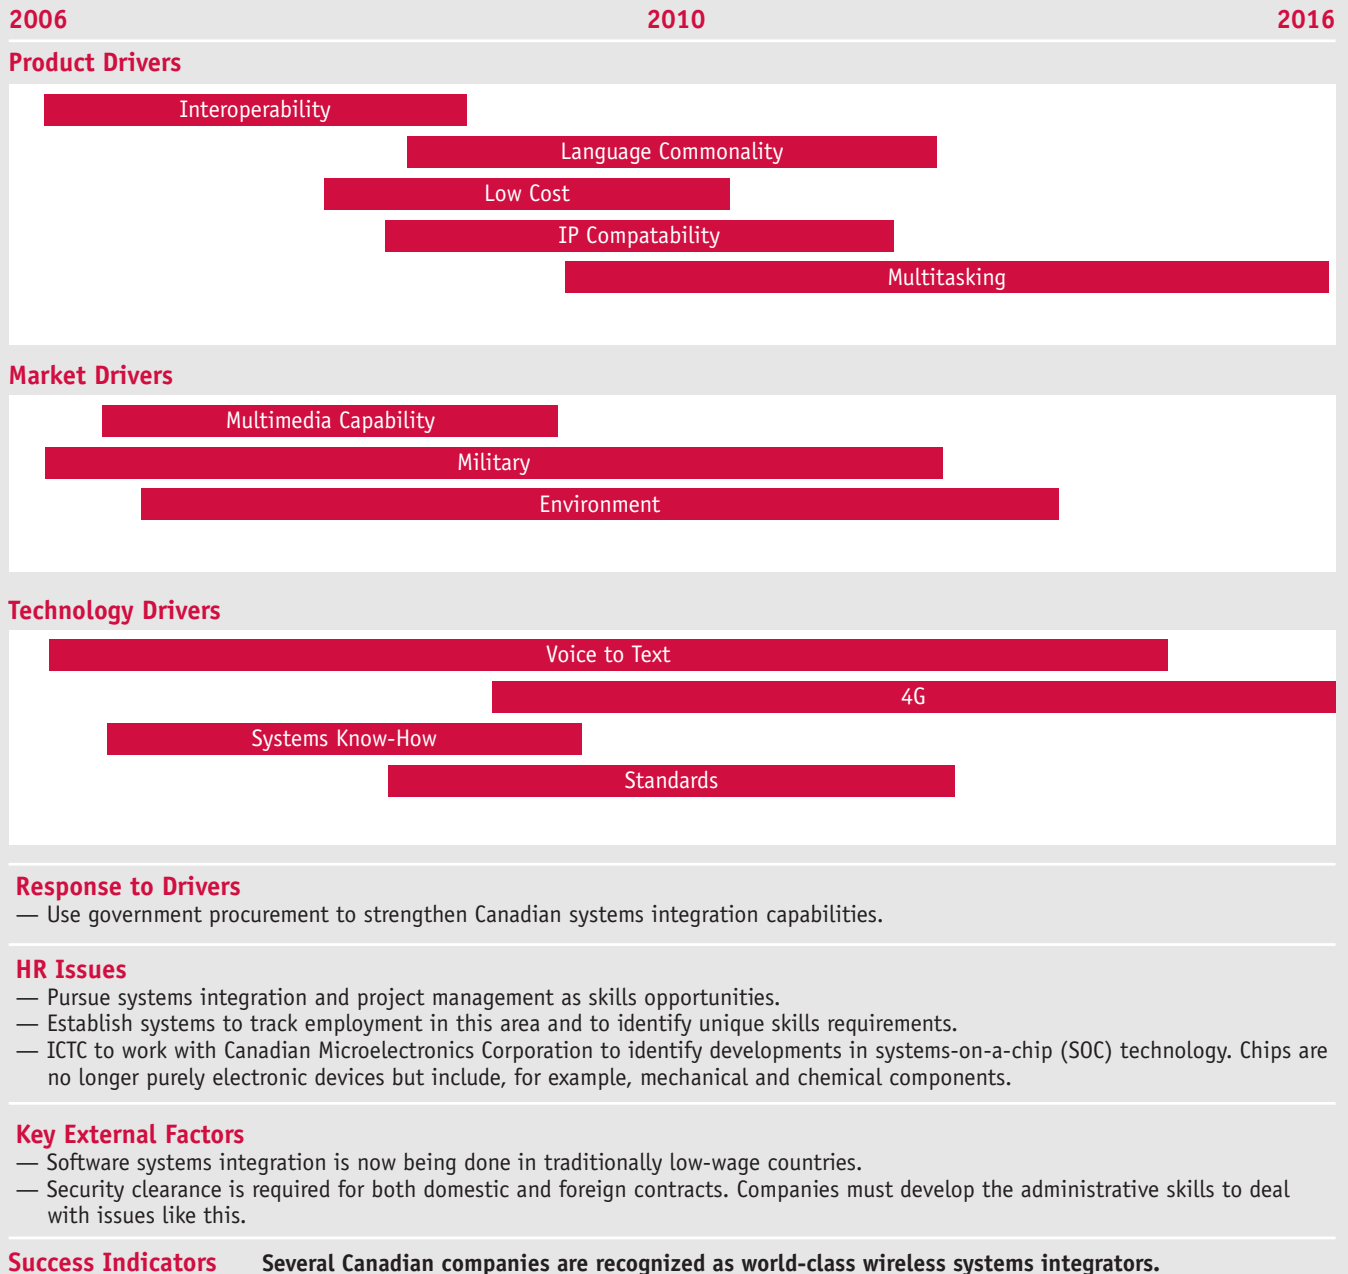 2006 2010 2016
Product Drivers
Interoperability
Language Commonality
Low Cost
IP Compatability
Multitasking
Market Drivers
Multimedia Capability
Military
Environment
Technology Drivers
Voice to Text
4G
Systems Know-How
Standards
Response to Drivers
— Use government procurement to strengthen Canadian systems integration capabilities.
HR Issues
— Pursue systems integration and project management as skills opportunities.
— Establish systems to track employment in this area and to identify unique skills requirements.
— ICTC to work with Canadian Microelectronics Corporation to identify developments in systems-on-a-chip (SOC) technology. Chips are
no longer purely electronic devices but include, for example, mechanical and chemical components.
Key External Factors
— Software systems integration is now being done in traditionally low-wage countries.
— Security clearance is required for both domestic and foreign contracts. Companies must develop the administrative skills to deal
with issues like this.
Success Indicators Several Canadian companies are recognized as world-class wireless systems integrators.